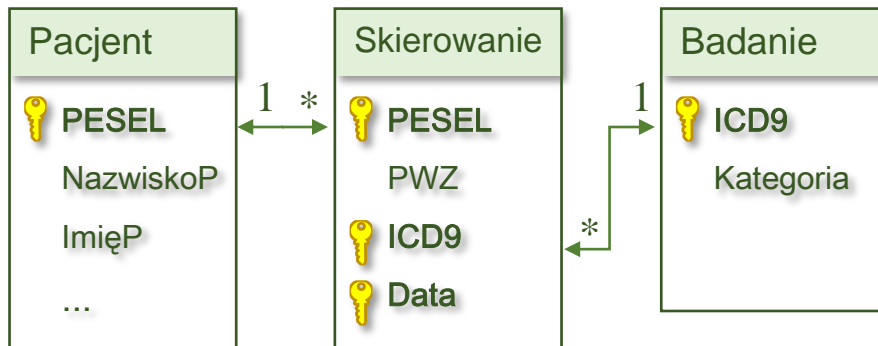 Pacjent
PESEL
NazwiskoP
ImięP
...
1 *
Skierowanie
PESEL
PWZ
ICD9
Data
1
*
Badanie
ICD9
Kategoria